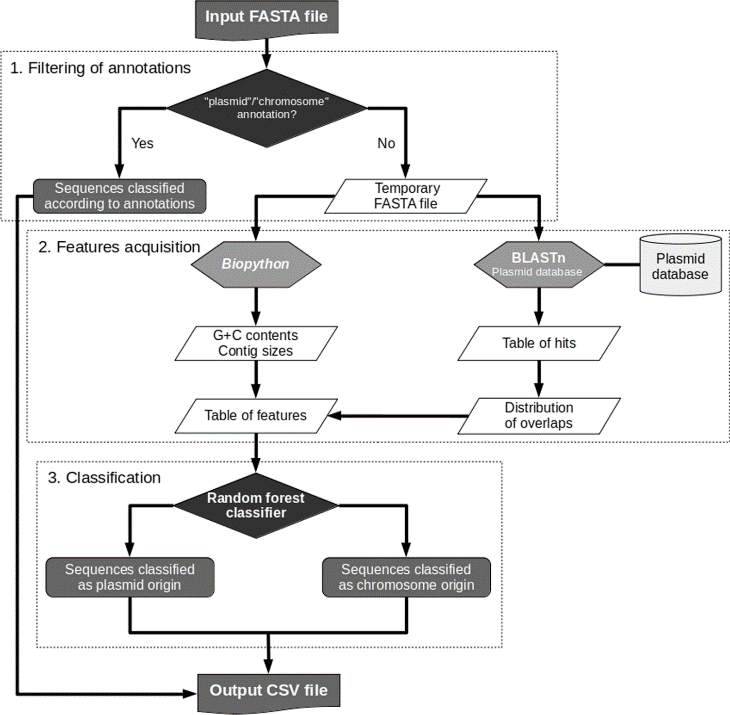 Input FASTA file
1. Filtering of annotations
"plasmid"/"chromosome"
annotation?
Yes
No
Sequences classified
according to annotations
Temporary
FASTA file
2. Features acquisition
Biopython
BLASTn
Plasmid database
Plasmid
database
G+C contents
Contig sizes
Table of hits
Table of features
Distribution
of overlaps
3. Classification
Random forest
classifier
Sequences classified
as plasmid origin
Sequences classified
as chromosome origin
Output CSV file